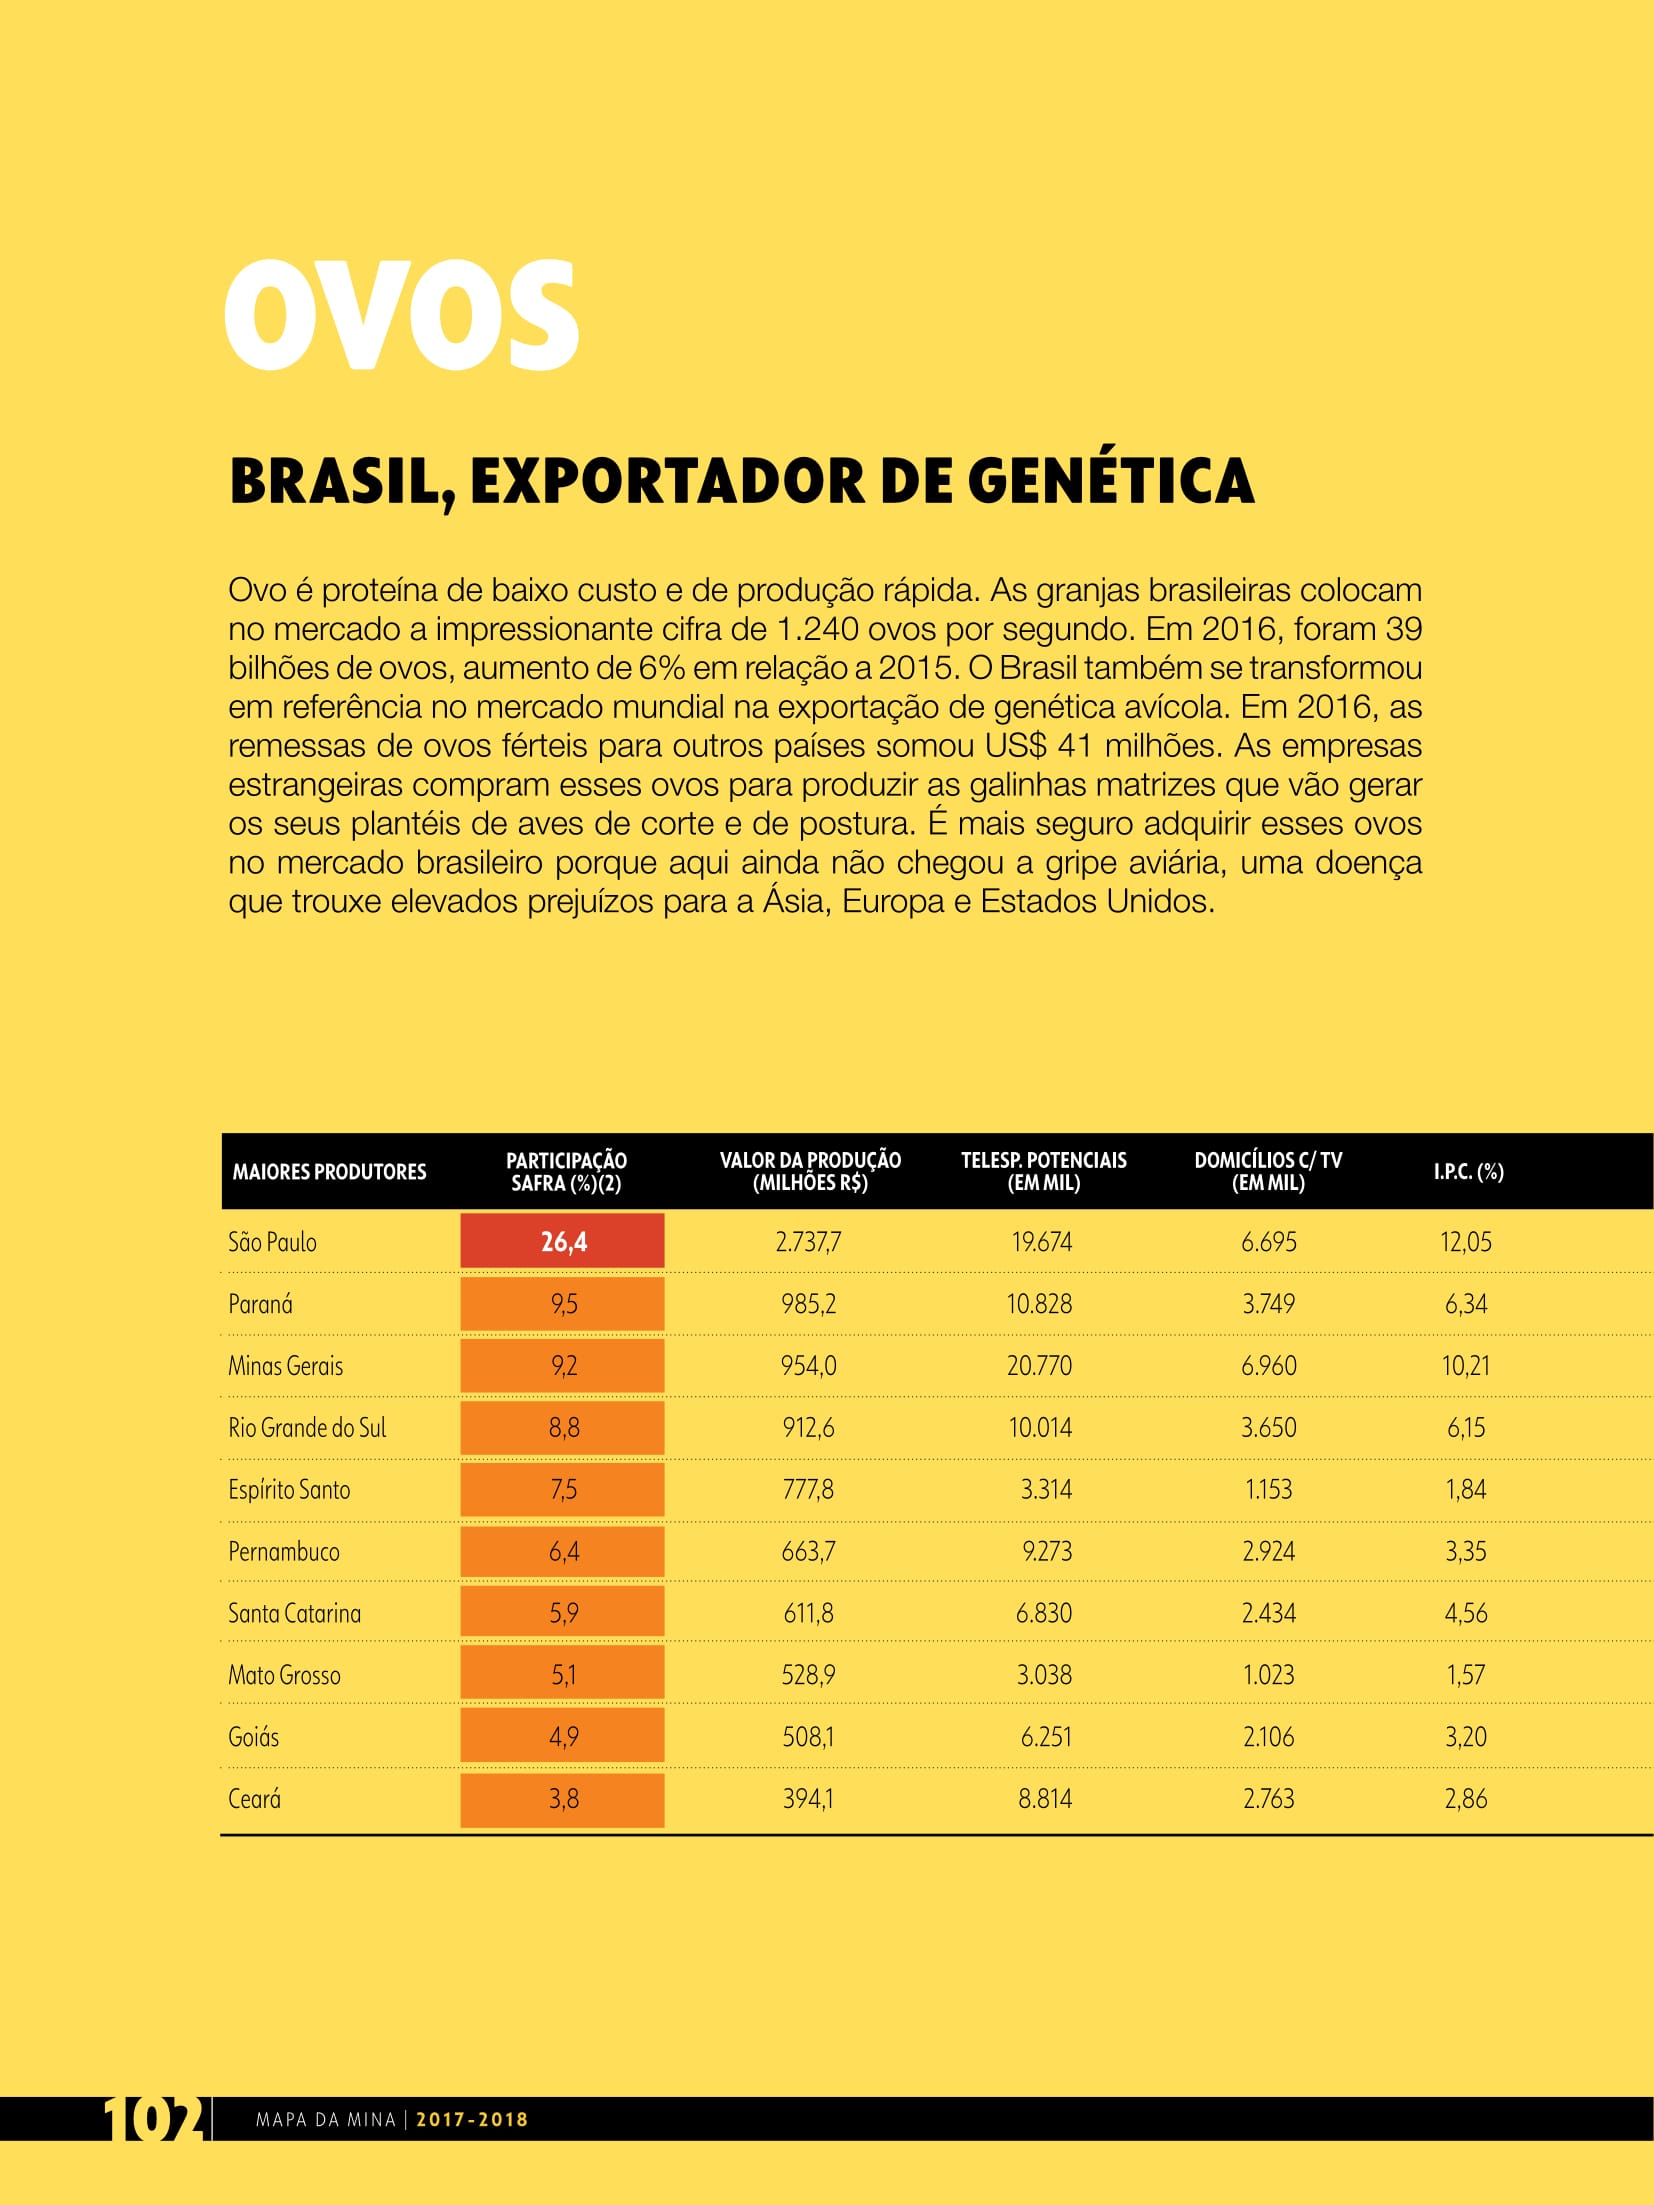 OVOS
BRASIL, EXPORTADOR DE GENÉTICA
Ovo é proteína de baixo custo e de produção rápida. As granjas brasileiras colocam
no mercado a impressionante cifra de 1.240 ovos por segundo. Em 2016, foram 39
bilhões de ovos, aumento de 6% em relação a 2015. O Brasil também se transformou
em referência no mercado mundial na exportação de genética avícola. Em 2016, as
remessas de ovos férteis para outros países somou US$ 41 milhões. As empresas
estrangeiras compram esses ovos para produzir as galinhas matrizes que vão gerar
os seus plantéis de aves de corte e de postura. É mais seguro adquirir esses ovos
no mercado brasileiro porque aqui ainda não chegou a gripe aviária, uma doença
que trouxe elevados prejuízos para a Ásia, Europa e Estados Unidos.
MAIORES PRODUTORES PARTICIPAÇÃO SAFRA (%)(2) VALOR DA PRODUÇÃO (MILHÕES R$) TELESP. POTENCIAIS (EM MIL) DOMICÍLIOS C/ TV (EM MIL) I.P.C. (%)
São Paulo 26,4 2.737,7 19.674 6.695 12,05
Paraná 9,5 985,2 10.828 3.749 6,34
Minas Gerais 9,2 954,0 20.770 6.960 10,21
Rio Grande do Sul 8,8 912,6 10.014 3.650 6,15
Espírito Santo 7,5 777,8 3.314 1.153 1,84
Pernambuco 6,4 663,7 9.273 2.924 3,35
Santa Catarina 5,9 611,8 6.830 2.434 4,56
Mato Grosso 5,1 528,9 3.038 1.023 1,57
Goiás 4,9 508,1 6.251 2.106 3,20
Ceará 3,8 394,1 8.814 2.763 2,86
102 MAPA DA MINA | 2017-2018